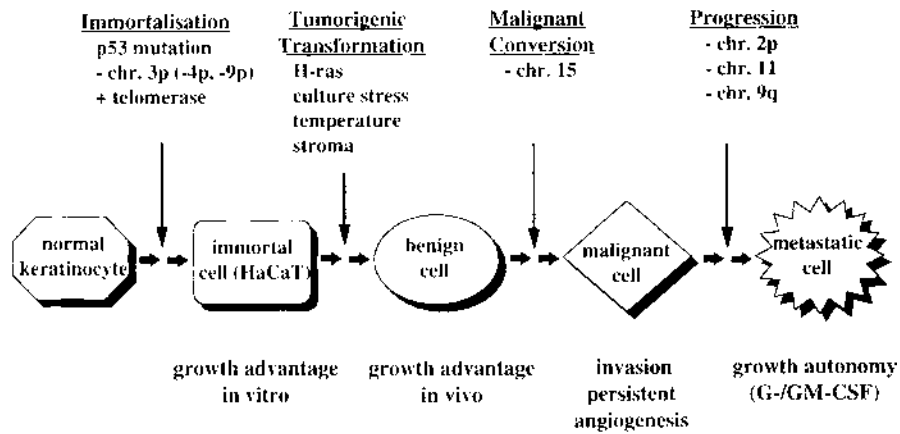 Immortalisation
p53 mutation
- chr. 3p (-4p, -9p)
+ telomerase
Tumorigenic
Transformation
H-ras
culture stress
temperature
stroma
Malignant
Conversion
- chr. 15
Progression
- chr. 2p
- chr. 11
- chr. 9q
normal
keratinocyte
immortal
cell (HaCaT)
benign
cell
malignant
cell
metastatic
cell
growth advantage
in vitro
growth advantage
in vivo
invasion
persistent
angiogenesis
growth autonomy
(G-/GM-CSF)